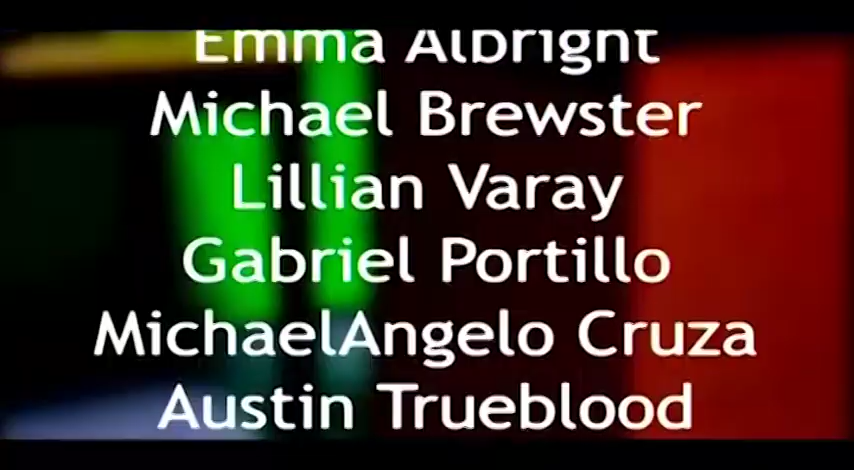 Emma Albright
Michael Brewster
Lillian Varay
Gabriel Portillo
MichaelAngelo Cruza
Austin Trueblood